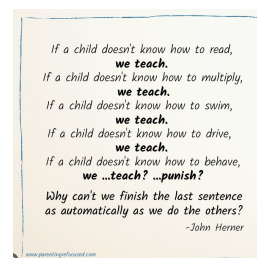 If a child doesn't know how to read,
we teach.
If a child doesn't know how to multiply,
we teach.
If a child doesn't know how to swim,
we teach.
If a child doesn't know how to drive,
we teach.
If a child doesn't know how to behave,
we ...teach? ...punish?
Why can't we finish the last sentence
as automatically as we do the others?
~John Herner
www.parentingrefocused.com